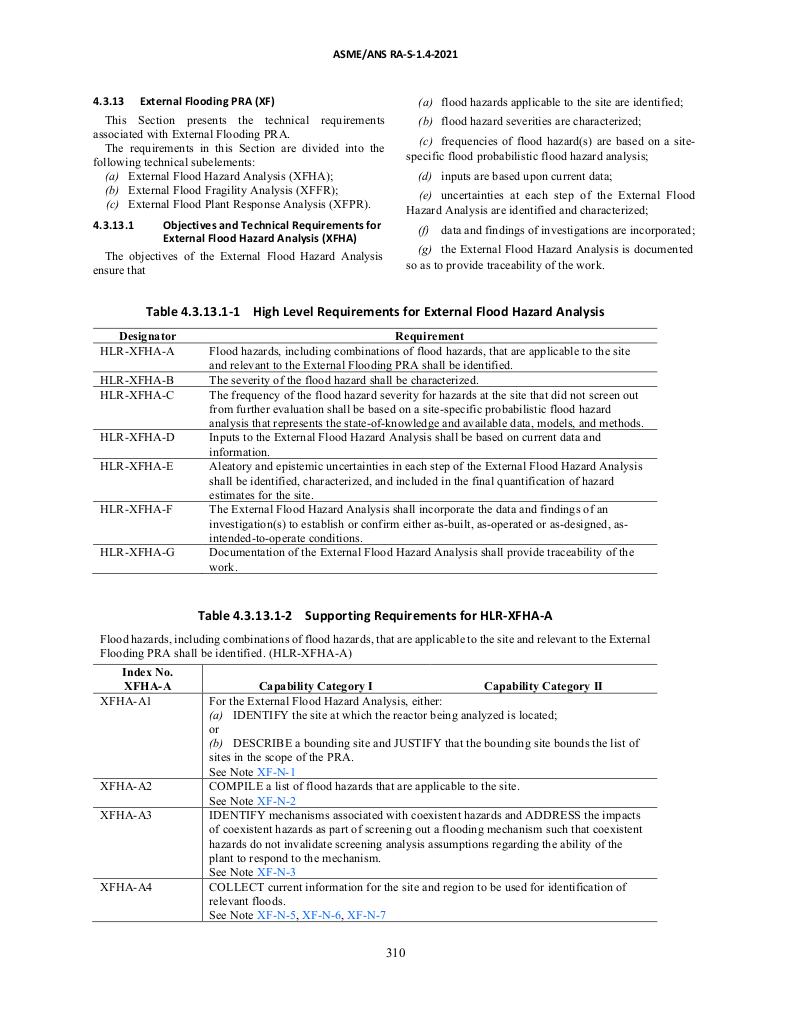 ASME/ANS RA-S-1.4-2021
4.3.13 External Flooding PRA (XF)
This Section presents the technical requirements
associated with External Flooding PRA.
The requirements in this Section are divided into the
following technical subelements:
(a) External Flood Hazard Analysis (XFHA);
(b) External Flood Fragility Analysis (XFFR);
(c) External Flood Plant Response Analysis (XFPR).
4.3.13.1 Objectives and Technical Requirements for
External Flood Hazard Analysis (XFHA)
The objectives of the External Flood Hazard Analysis
ensure that
(a) flood hazards applicable to the site are identified;
(b) flood hazard severities are characterized;
(c) frequencies of flood hazard(s) are based on a site-
specific flood probabilistic flood hazard analysis;
(d) inputs are based upon current data;
(e) uncertainties at each step of the External Flood
Hazard Analysis are identified and characterized;
(f) data and findings of investigations are incorporated;
(g) the External Flood Hazard Analysis is documented
so as to provide traceability of the work.
Table 4.3.13.1-1 High Level Requirements for External Flood Hazard Analysis
Designator Requirement
HLR-XFHA-A Flood hazards, including combinations of flood hazards, that are applicable to the site
and relevant to the External Flooding PRA shall be identified.
HLR-XFHA-B The severity of the flood hazard shall be characterized.
HLR-XFHA-C The frequency of the flood hazard severity for hazards at the site that did not screen out
from further evaluation shall be based on a site-specific probabilistic flood hazard
analysis that represents the state-of-knowledge and available data, models, and methods.
HLR-XFHA-D Inputs to the External Flood Hazard Analysis shall be based on current data and
information.
HLR-XFHA-E Aleatory and epistemic uncertainties in each step of the External Flood Hazard Analysis
shall be identified, characterized, and included in the final quantification of hazard
estimates for the site.
HLR-XFHA-F The External Flood Hazard Analysis shall incorporate the data and findings of an
investigation(s) to establish or confirm either as-built, as-operated or as-designed, as-
intended-to-operate conditions.
HLR-XFHA-G Documentation of the External Flood Hazard Analysis shall provide traceability of the
work.
Table 4.3.13.1-2 Supporting Requirements for HLR-XFHA-A
Flood hazards, including combinations of flood hazards, that are applicable to the site and relevant to the External
Flooding PRA shall be identified. (HLR-XFHA-A)
Index No.
XFHA-A Capability Category I Capability Category II
XFHA-A1 For the External Flood Hazard Analysis, either:
(a) IDENTIFY the site at which the reactor being analyzed is located;
or
(b) DESCRIBE a bounding site and JUSTIFY that the bounding site bounds the list of
sites in the scope of the PRA.
See Note XF-N-1
XFHA-A2 COMPILE a list of flood hazards that are applicable to the site.
See Note XF-N-2
XFHA-A3 IDENTIFY mechanisms associated with coexistent hazards and ADDRESS the impacts
of coexistent hazards as part of screening out a flooding mechanism such that coexistent
hazards do not invalidate screening analysis assumptions regarding the ability of the
plant to respond to the mechanism.
See Note XF-N-3
XFHA-A4 COLLECT current information for the site and region to be used for identification of
relevant floods.
See Note XF-N-5, XF-N-6, XF-N-7
310